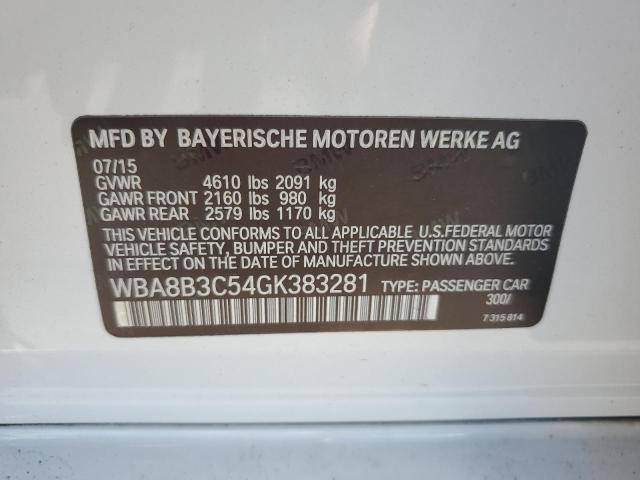 MFD BY BAYERISCHE MOTOREN WERKE AG
07/15
GVWR 4610 lbs 2091 kg
GAWR FRONT 2160 lbs 980 kg
GAWR REAR 2579 lbs 1170 kg
THIS VEHICLE CONFORMS TO ALL APPLICABLE U.S.FEDERAL MOTOR
VEHICLE SAFETY, BUMPER AND THEFT PREVENTION STANDARDS
IN EFFECT ON THE DATE OF MANUFACTURE SHOWN ABOVE.
WBA8B3C54GK383281 TYPE: PASSENGER CAR
300/
7 315 814